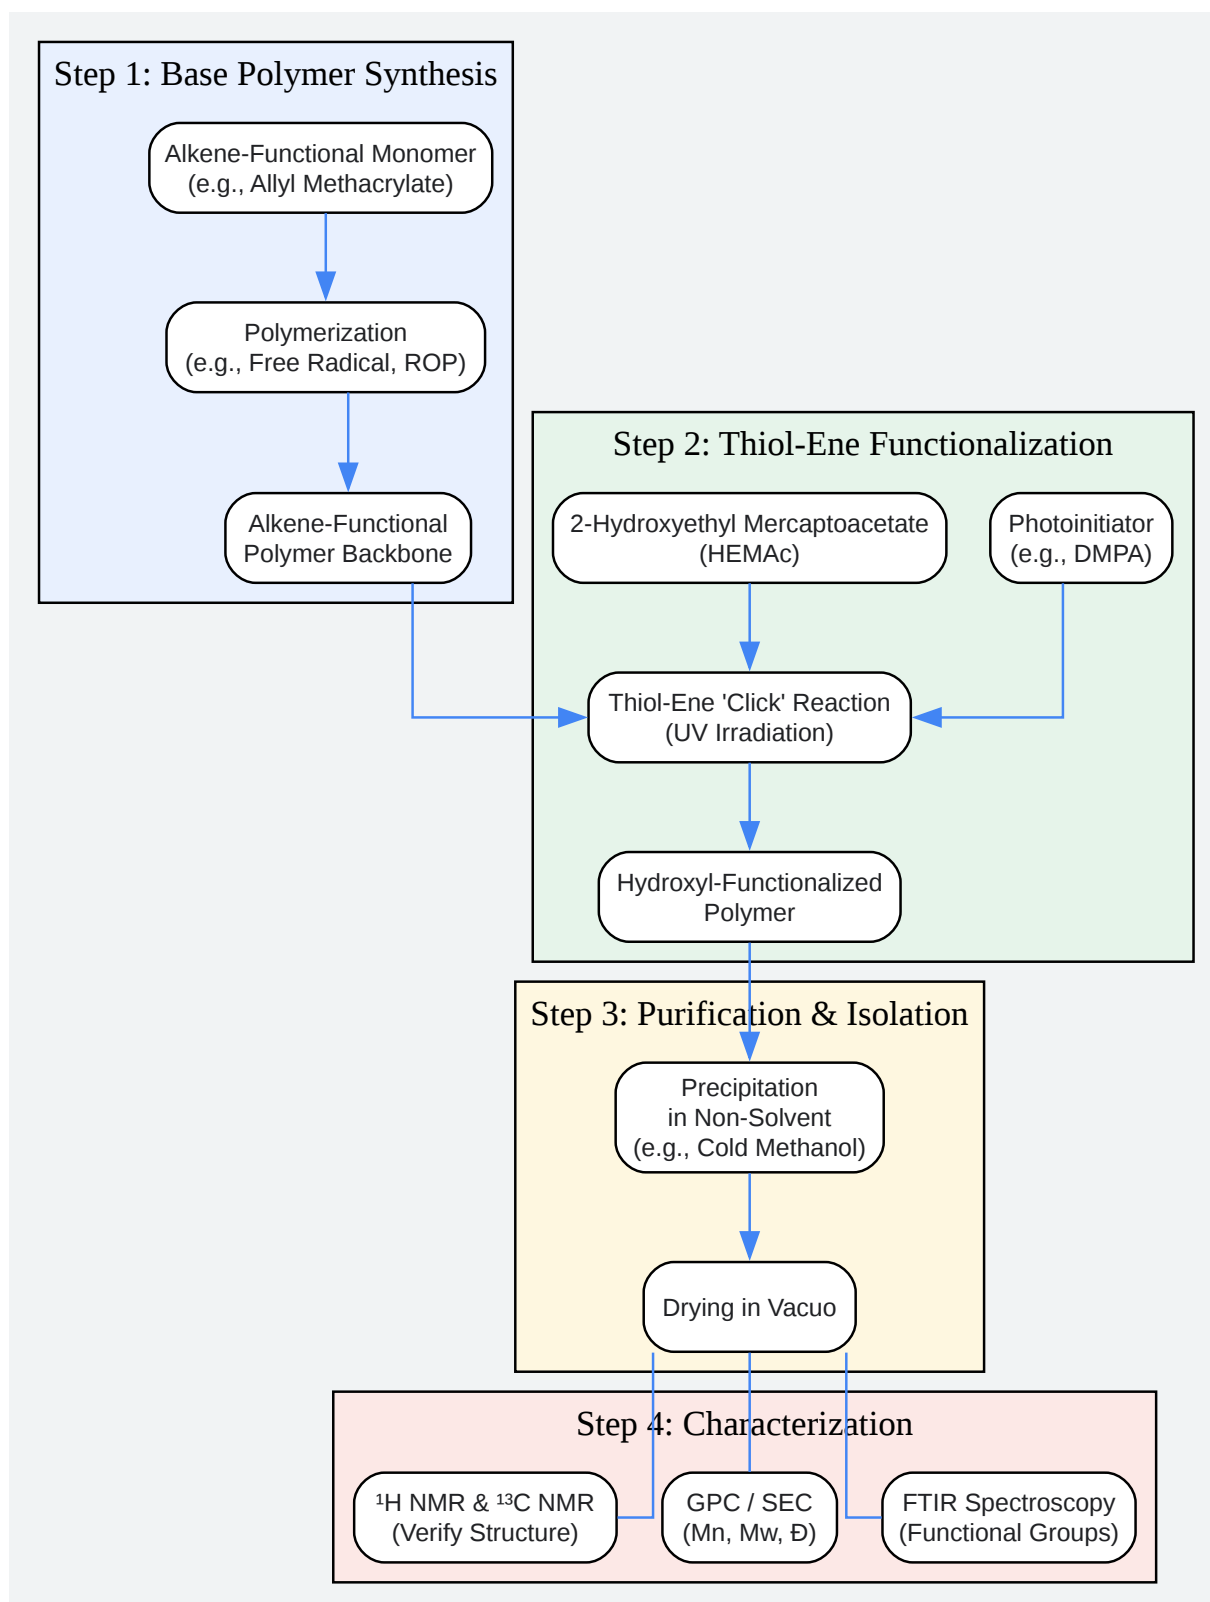 Step 1: Base Polymer Synthesis
Alkene-Functional Monomer
(e.g., Allyl Methacrylate)
Polymerization
(e.g., Free Radical, ROP)
Alkene-Functional
Polymer Backbone
Step 2: Thiol-Ene Functionalization
2-Hydroxyethyl Mercaptoacetate
(HEMAc)
Photoinitiator
(e.g., DMPA)
Thiol-Ene 'Click' Reaction
(UV Irradiation)
Hydroxyl-Functionalized
Polymer
Step 3: Purification & Isolation
Precipitation
in Non-Solvent
(e.g., Cold Methanol)
Drying in Vacuo
Step 4: Characterization
¹H NMR & ¹³C NMR
(Verify Structure)
GPC / SEC
(Mn, Mw, Đ)
FTIR Spectroscopy
(Functional Groups)